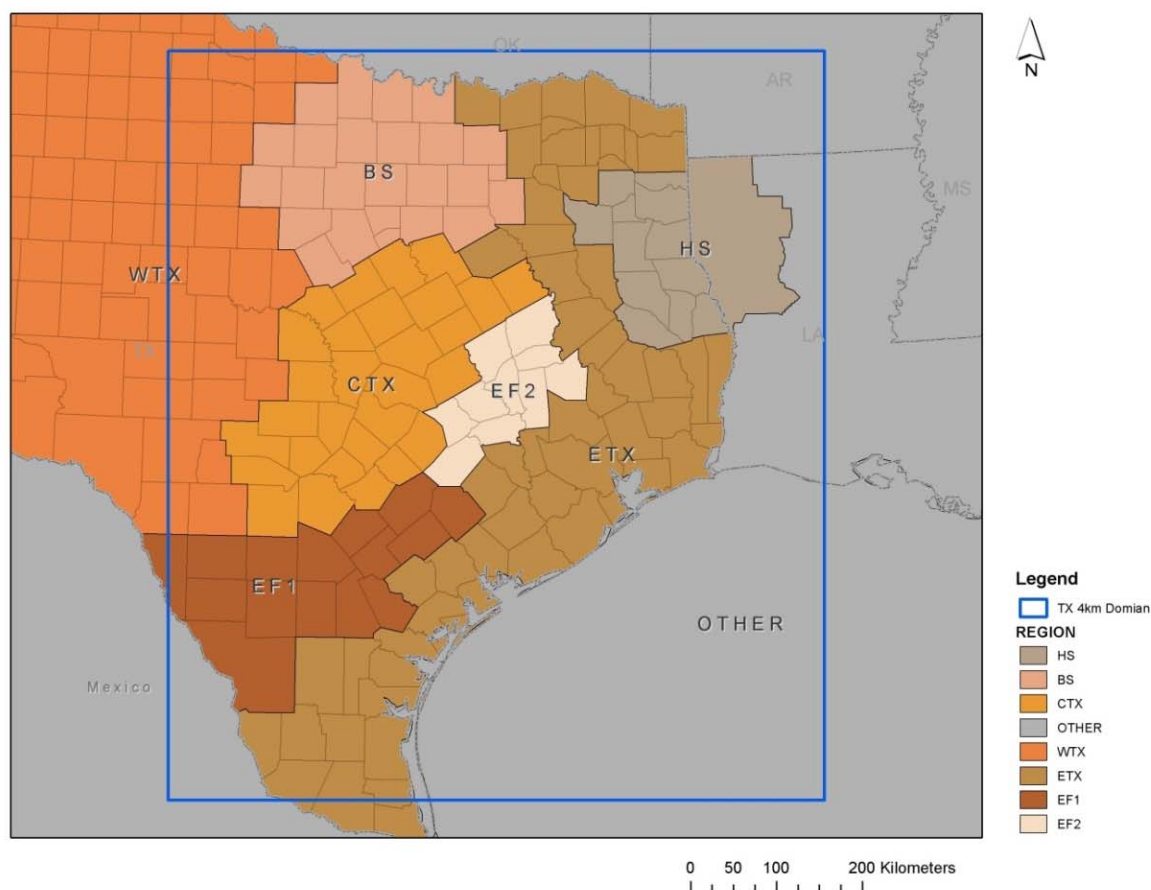 OK
AR
MS
BS
HS
WTX
LA
TX
CTX
EF2
ETX
EF1
OTHER
Mexico
N
Legend
TX 4km Domian
REGION
HS
BS
CTX
OTHER
WTX
ETX
EF1
EF2
0 50 100 200 Kilometers